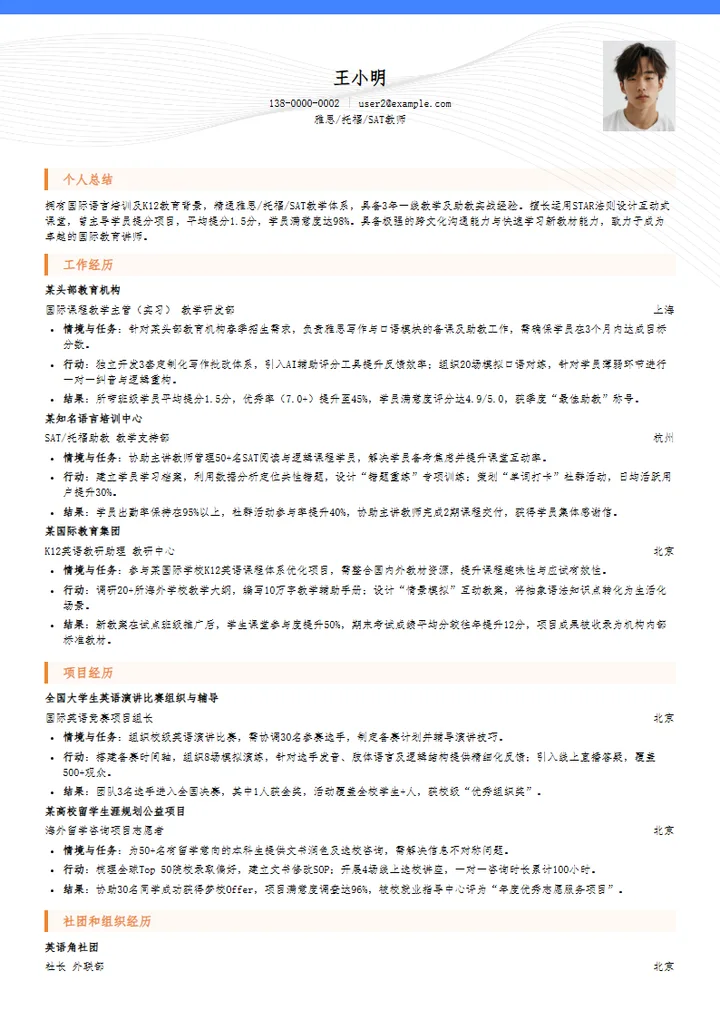 王小明
138-0000-0002 | user2@example.com
雅思/托福/SAT教师
个人总结
拥有国际语言培训及K12教育背景，精通雅思/托福/SAT教学体系，具备3年一线教学及助教实战经验。擅长运用STAR法则设计互动式
课堂，曾主导学员提分项目，平均提分1.5分，学员满意度达98%。具备极强的跨文化沟通能力与快速学习新教材能力，致力于成为
卓越的国际教育讲师。
工作经历
某头部教育机构
国际课程教学主管（实习） 教学研发部 上海
• 情境与任务：针对某头部教育机构春季招生需求，负责雅思写作与口语模块的备课及助教工作，需确保学员在3个月内达成目标
分数。
• 行动：独立开发3套定制化写作批改体系，引入AI辅助评分工具提升反馈效率；组织20场模拟口语对练，针对学员薄弱环节进行
一对一纠音与逻辑重构。
• 结果：所带班级学员平均提分1.5分，优秀率（7.0+）提升至45%，学员满意度评分达4.9/5.0，获季度“最佳助教”称号。
某知名语言培训中心
SAT/托福助教 教学支持部 杭州
• 情境与任务：协助主讲教师管理50+名SAT阅读与逻辑课程学员，解决学员备考焦虑并提升课堂互动率。
• 行动：建立学员学习档案，利用数据分析定位共性错题，设计“错题重练”专项训练；策划“单词打卡”社群活动，日均活跃用
户提升30%。
• 结果：学员出勤率保持在95%以上，社群活动参与率提升40%，协助主讲教师完成2期课程交付，获得学员集体感谢信。
某国际教育集团
K12英语教研助理 教研中心 北京
• 情境与任务：参与某国际学校K12英语课程体系优化项目，需整合国内外教材资源，提升课程趣味性与应试有效性。
• 行动：调研20+所海外学校教学大纲，编写10万字教学辅助手册；设计“情景模拟”互动教案，将抽象语法知识点转化为生活化
场景。
• 结果：新教案在试点班级推广后，学生课堂参与度提升50%，期末考试成绩平均分较往年提升12分，项目成果被收录为机构内部
标准教材。
项目经历
全国大学生英语演讲比赛组织与辅导
国际英语竞赛项目组长 北京
• 情境与任务：组织校级英语演讲比赛，需协调30名参赛选手，制定备赛计划并辅导演讲技巧。
• 行动：搭建备赛时间轴，组织8场模拟演练，针对选手发音、肢体语言及逻辑结构提供精细化反馈；引入线上直播答疑，覆盖
500+观众。
• 结果：团队3名选手进入全国决赛，其中1人获金奖，活动覆盖全校学生+人，获校级“优秀组织奖”。
某高校留学生涯规划公益项目
海外留学咨询项目志愿者 北京
• 情境与任务：为50+名有留学意向的本科生提供文书润色及选校咨询，需解决信息不对称问题。
• 行动：梳理全球Top 50院校录取偏好，建立文书修改SOP；开展4场线上选校讲座，一对一咨询时长累计100小时。
• 结果：协助30名同学成功获得梦校Offer，项目满意度调查达96%，被校就业指导中心评为“年度优秀志愿服务项目”。
社团和组织经历
英语角社团
社长 外联部 北京